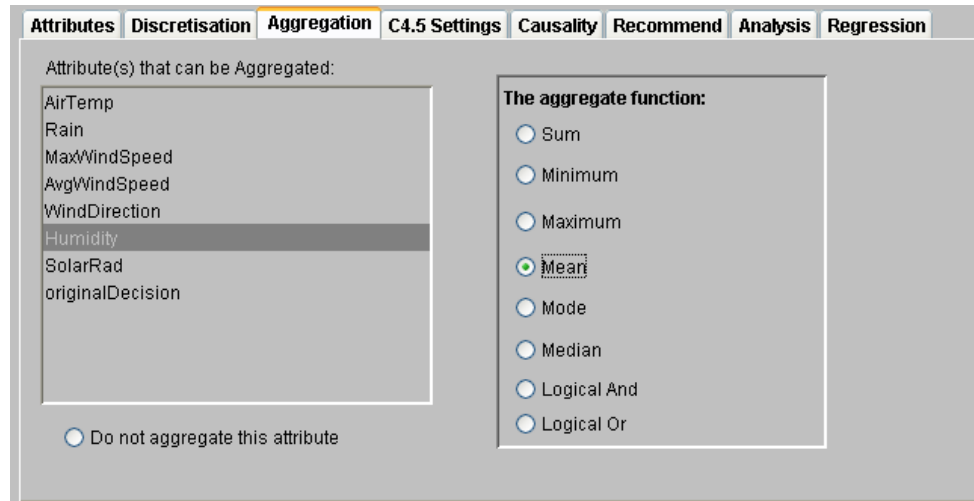 Attributes Discretisation Aggregation C4.5 Settings Causality Recommend Analysis Regression
Attribute(s) that can be Aggregated:
AirTemp
Rain
MaxWindSpeed
AvgWindSpeed
WindDirection
Humidity
SolarRad
originalDecision
Do not aggregate this attribute
The aggregate function:
Sum
Minimum
Maximum
Mean
Mode
Median
Logical And
Logical Or